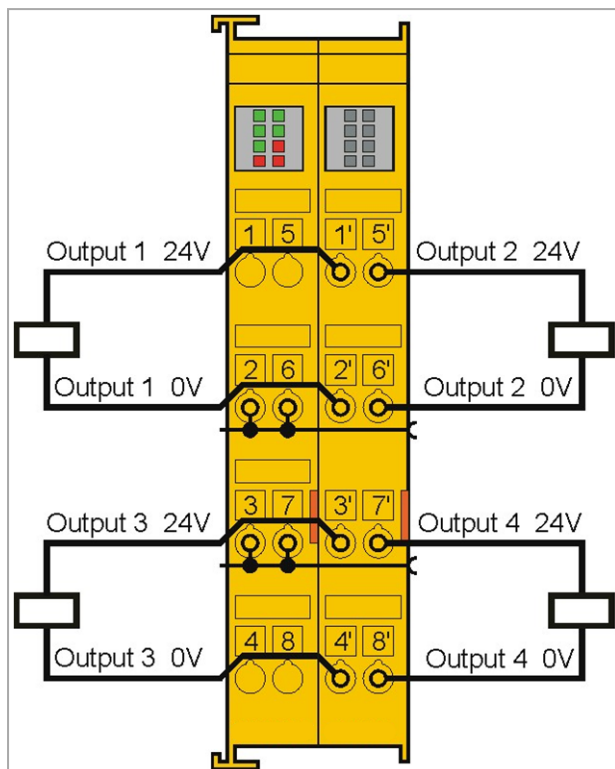 1 5 1' 5'
Output 1 24V
Output 2 24V
2 6 2' 6'
Output 1 0V
Output 2 0V
3 7 3' 7'
Output 3 24V
Output 4 24V
4 8 4' 8'
Output 3 0V
Output 4 0V